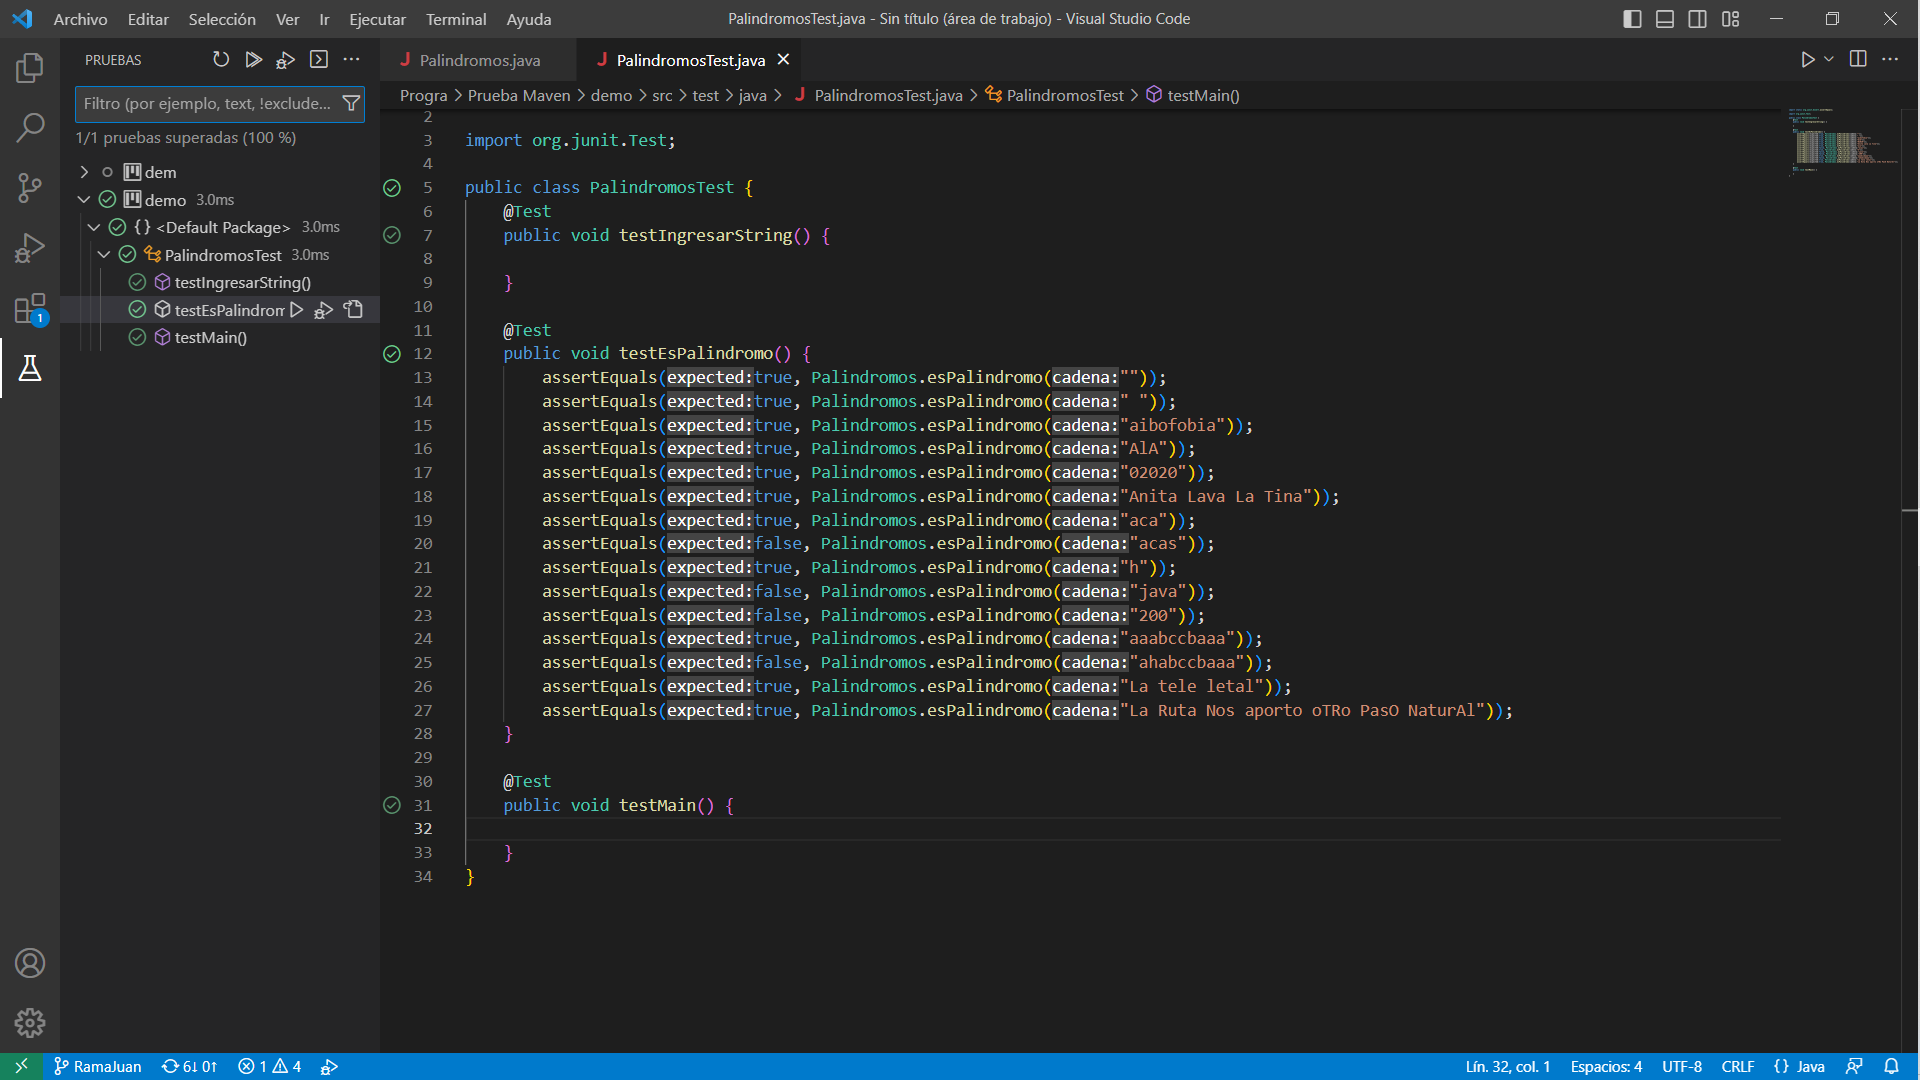 Archivo Editar Selección Ver Ir Ejecutar Terminal Ayuda
PalindromosTest.java - Sin título (área de trabajo) - Visual Studio Code
PRUEBAS
Filtro (por ejemplo, text, !exclude...
1/1 pruebas superadas (100 %)
dem
demo 3.0ms
{} <Default Package> 3.0ms
PalindromosTest 3.0ms
testIngresarString()
testEsPalindrom
testMain()
1
J Palindromos.java
J PalindromosTest.java
Progra > Prueba Maven > demo > src > test > java > J PalindromosTest.java > PalindromosTest > testMain()
2
3 import org.junit.Test;
4
5 public class PalindromosTest {
6 @Test
7 public void testIngresarString() {
8
9 }
10
11 @Test
12 public void testEsPalindromo() {
13 assertEquals(expected:true, Palindromos.esPalindromo(cadena:""));
14 assertEquals(expected:true, Palindromos.esPalindromo(cadena:" "));
15 assertEquals(expected:true, Palindromos.esPalindromo(cadena:"aibofobia"));
16 assertEquals(expected:true, Palindromos.esPalindromo(cadena:"AlA"));
17 assertEquals(expected:true, Palindromos.esPalindromo(cadena:"02020"));
18 assertEquals(expected:true, Palindromos.esPalindromo(cadena:"Anita Lava La Tina"));
19 assertEquals(expected:true, Palindromos.esPalindromo(cadena:"aca"));
20 assertEquals(expected:false, Palindromos.esPalindromo(cadena:"acas"));
21 assertEquals(expected:true, Palindromos.esPalindromo(cadena:"h"));
22 assertEquals(expected:false, Palindromos.esPalindromo(cadena:"java"));
23 assertEquals(expected:false, Palindromos.esPalindromo(cadena:"200"));
24 assertEquals(expected:true, Palindromos.esPalindromo(cadena:"aaabccbaaa"));
25 assertEquals(expected:false, Palindromos.esPalindromo(cadena:"ahabccbaaa"));
26 assertEquals(expected:true, Palindromos.esPalindromo(cadena:"La tele letal"));
27 assertEquals(expected:true, Palindromos.esPalindromo(cadena:"La Ruta Nos aporto oTRo PasO NaturAl"));
28 }
29
30 @Test
31 public void testMain() {
32
33 }
34 }
RamaJuan 6↓ 0↑ 1 4
Lín. 32, col. 1 Espacios: 4 UTF-8 CRLF {} Java